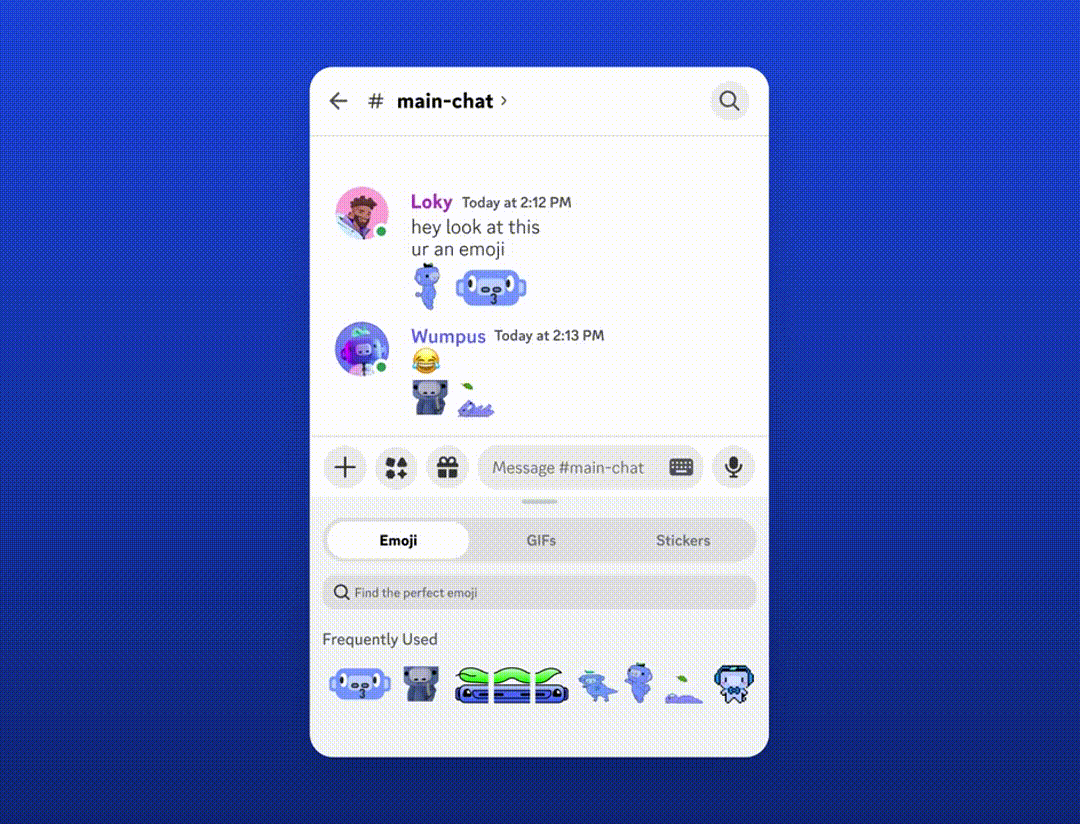 # main-chat
Loky Today at 2:12 PM
hey look at this
ur an emoji
Wumpus Today at 2:13 PM
Message #main-chat
Emoji GIFs Stickers
Find the perfect emoji
Frequently Used